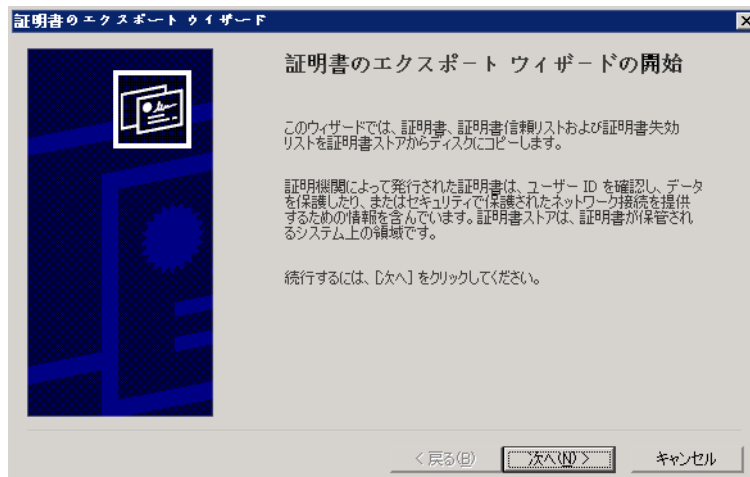 証明書のエクスポート ウィザード
証明書のエクスポート ウィザードの開始
このウィザードでは、証明書、証明書信頼リストおよび証明書失効
リストを証明書ストアからディスクにコピーします。
証明機関によって発行された証明書は、ユーザー ID を確認し、データ
を保護したり、またはセキュリティで保護されたネットワーク接続を提供
するための情報を含んでいます。証明書ストアは、証明書が保管され
るシステム上の領域です。
続行するには、[次へ] をクリックしてください。
< 戻る(B) 次へ(N) > キャンセル